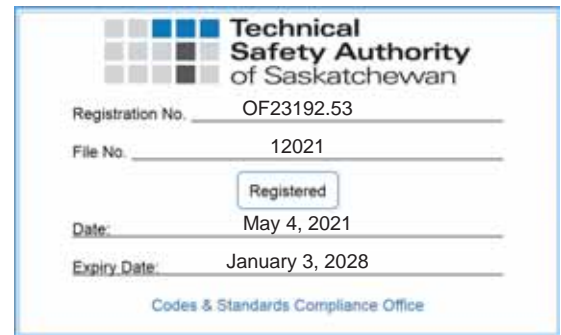 Technical
Safety Authority
of Saskatchewan
Registration No. OF23192.53
File No. 12021
Registered
Date: May 4, 2021
Expiry Date: January 3, 2028
Codes & Standards Compliance Office